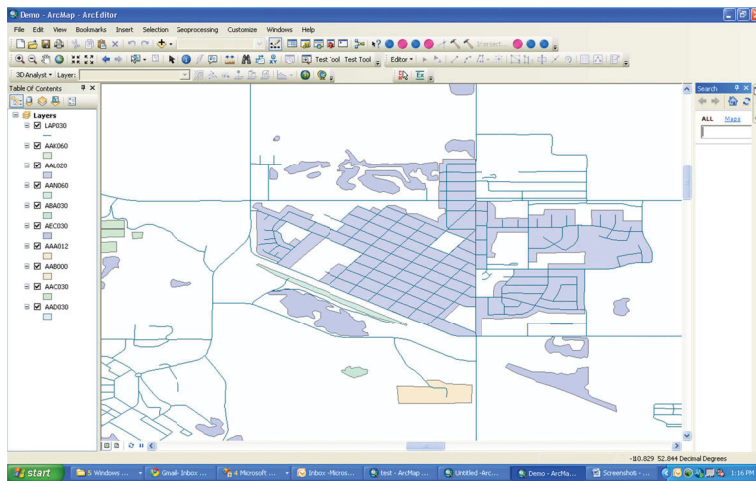 Demo - ArcMap - ArcEditor
File Edit View Bookmarks Insert Selection Geoprocessing Customize Windows Help
Test Tool Test Tool Editor
3D Analyst Layer:
Table Of Contents
Layers
LAP030
AAK060
AAL020
AAN060
ABA030
AEC030
AAA012
AAB000
AAC030
AAD030
Search
ALL Maps
-110.829 52.844 Decimal Degrees
start 5 Windows ... Gmail- Inbox ... 4 Microsoft ... Inbox -Micros... test - ArcMap ... Untitled -Arc... Demo - ArcMa... Screenshots - ... 1:16 PM